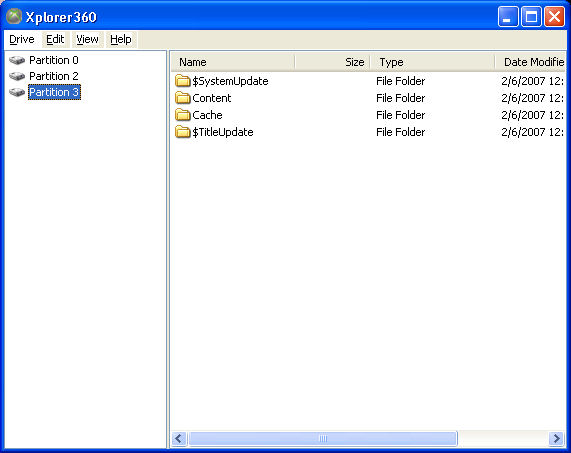 Xplorer360
Drive Edit View Help
Partition 0
Partition 2
Partition 3
Name Size Type Date Modifie
$SystemUpdate File Folder 2/6/2007 12:
Content File Folder 2/6/2007 12:
Cache File Folder 2/6/2007 12:
$TitleUpdate File Folder 2/6/2007 12: